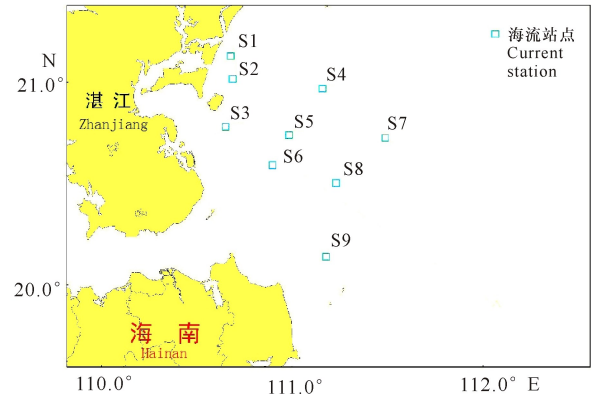 海流站点
Current
station
N
21.0°
20.0°
110.0°
111.0°
112.0° E
湛江
Zhanjiang
海 南
Hainan
S1
S2
S3
S4
S5
S6
S7
S8
S9